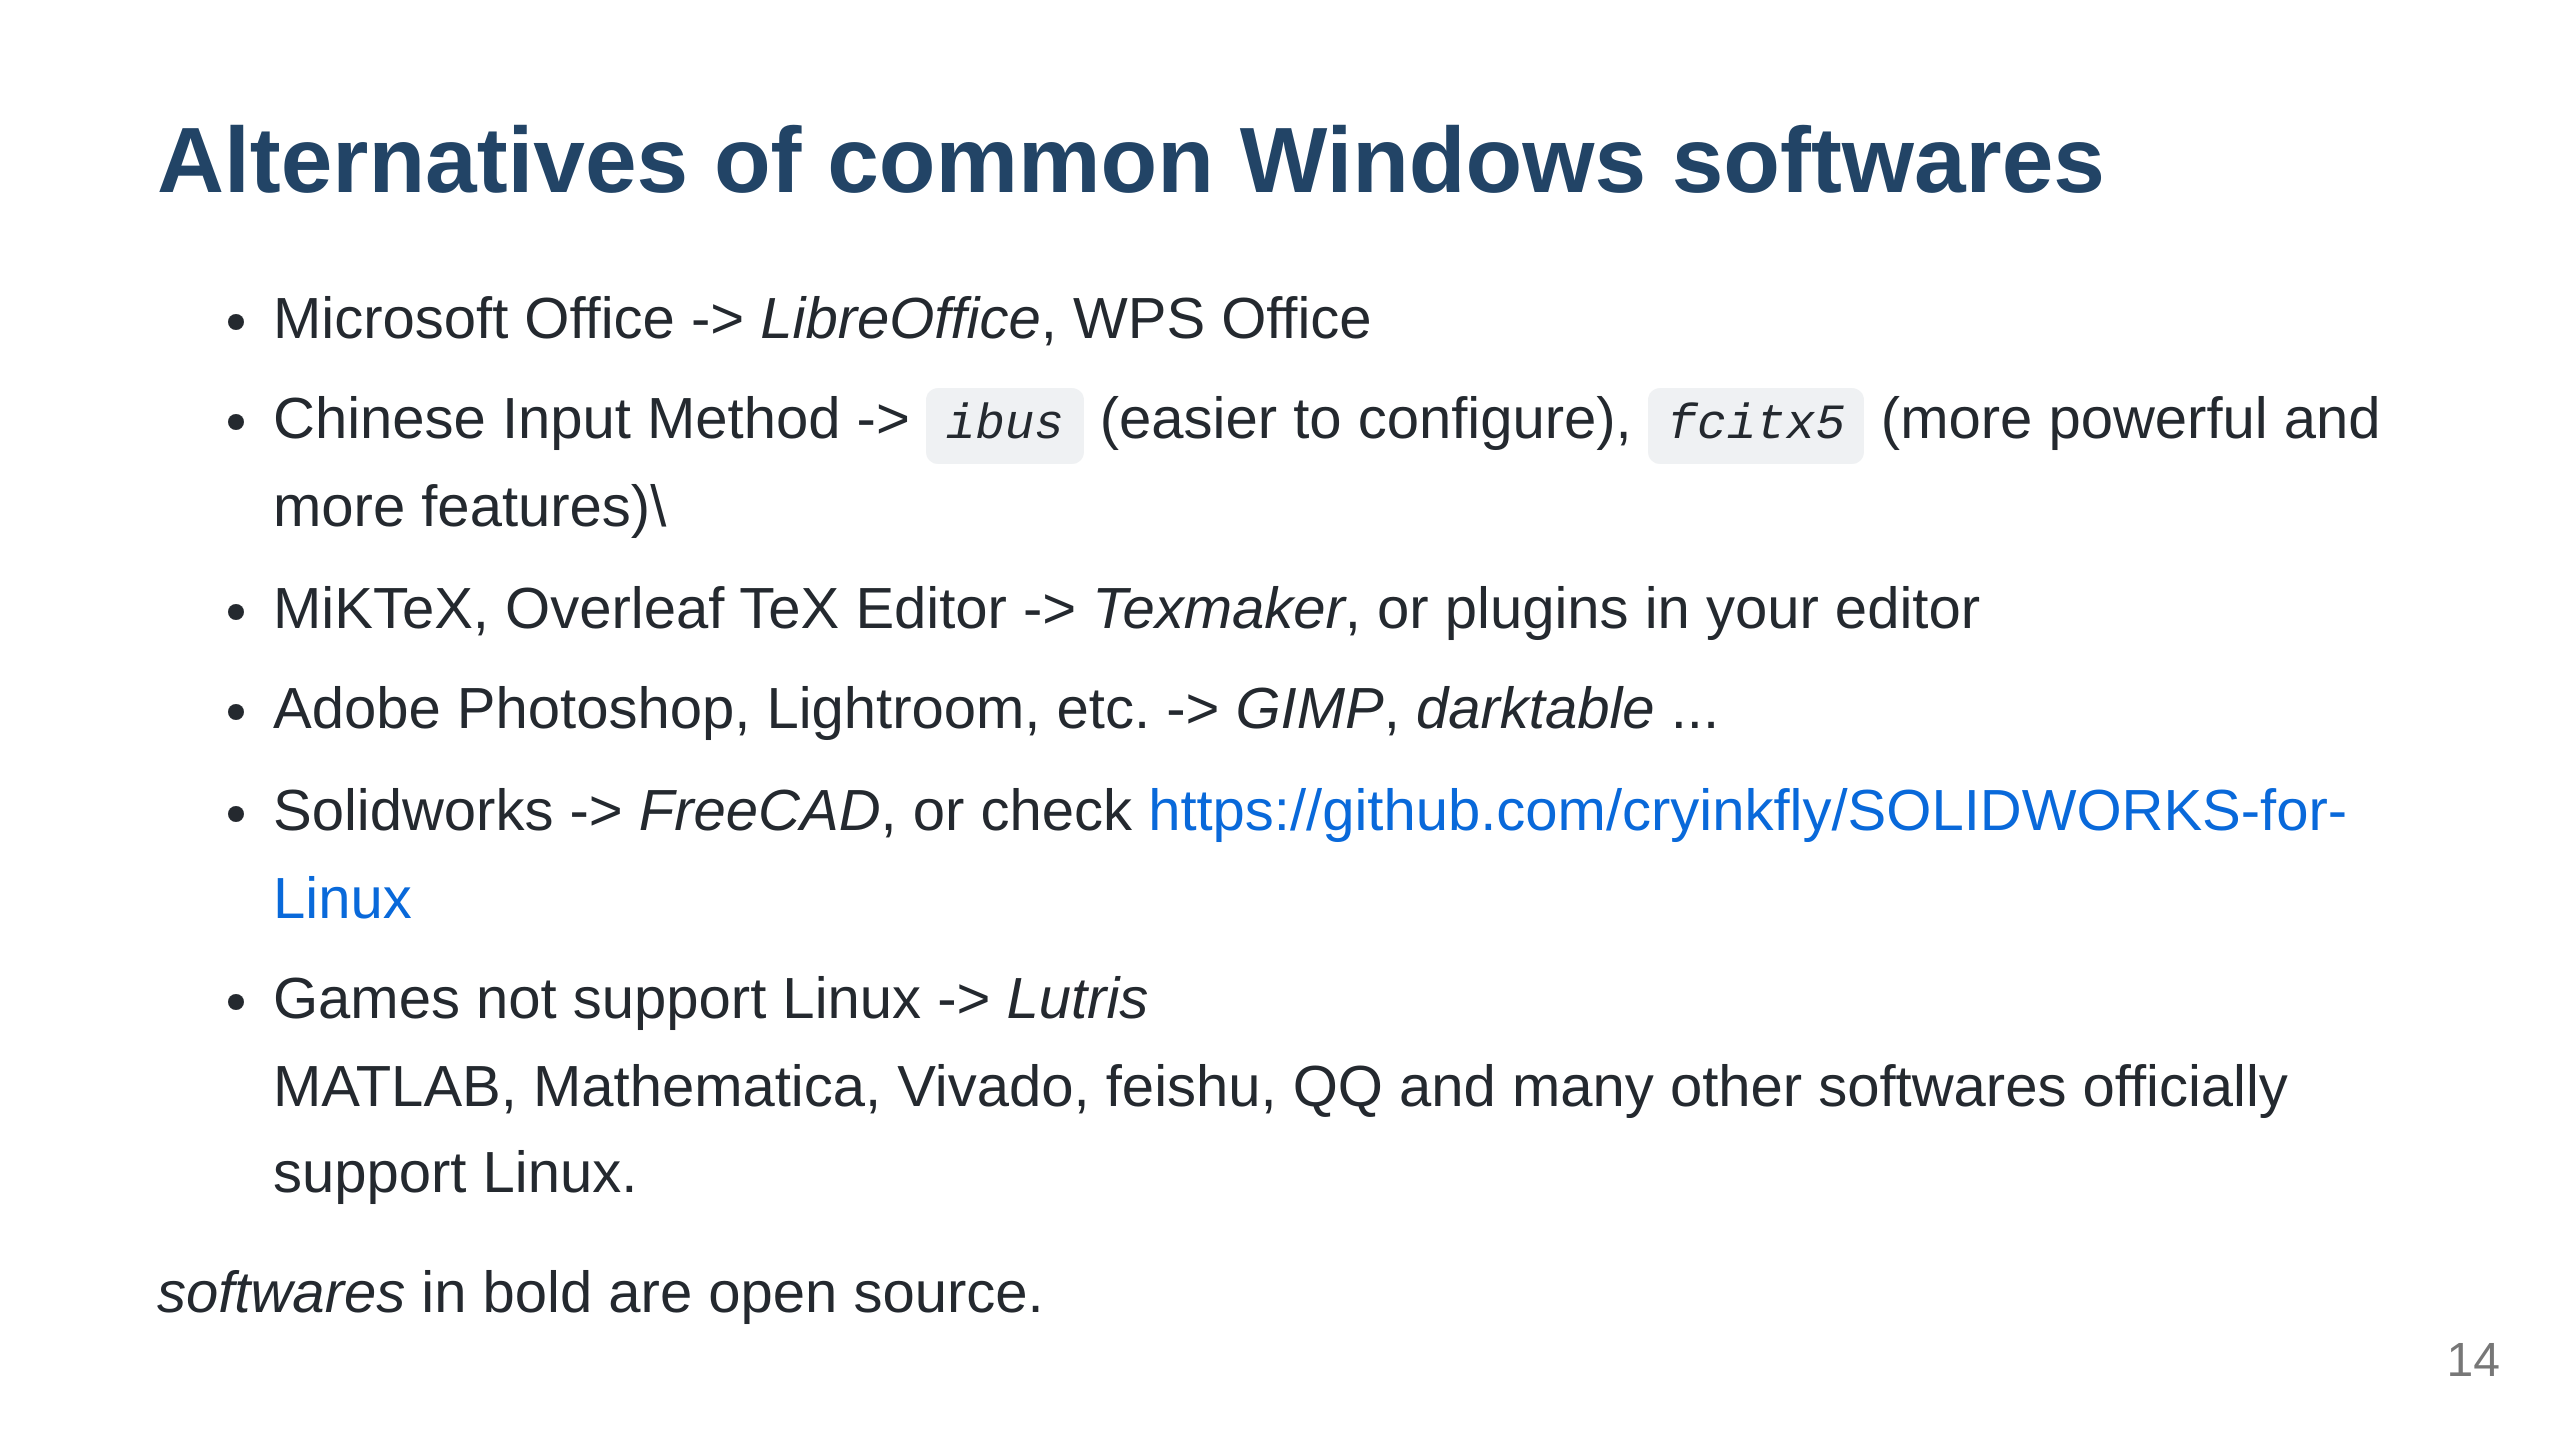 Alternatives of common Windows softwares
• Microsoft Office -> LibreOffice, WPS Office
• Chinese Input Method -> ibus (easier to configure), fcitx5 (more powerful and
more features)\
• MiKTeX, Overleaf TeX Editor -> Texmaker, or plugins in your editor
• Adobe Photoshop, Lightroom, etc. -> GIMP, darktable ...
• Solidworks -> FreeCAD, or check https://github.com/cryinkfly/SOLIDWORKS-for-
Linux
• Games not support Linux -> Lutris
MATLAB, Mathematica, Vivado, feishu, QQ and many other softwares officially
support Linux.
softwares in bold are open source.
14